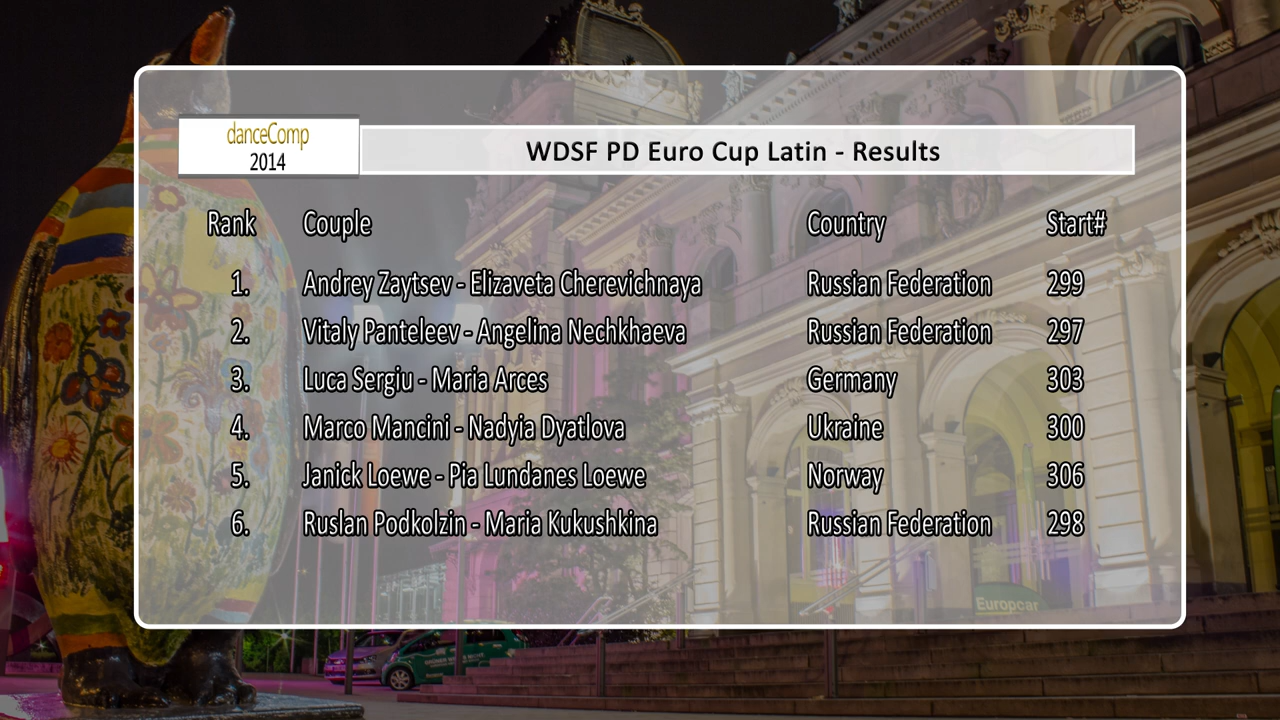 danceComp
2014
WDSF PD Euro Cup Latin - Results
Rank Couple Country Start#
1. Andrey Zaytsev - Elizaveta Cherevichnaya Russian Federation 299
2. Vitaly Panteleev - Angelina Nechkhaeva Russian Federation 297
3. Luca Sergiu - Maria Arces Germany 303
4. Marco Mancini - Nadyia Dyatlova Ukraine 300
5. Janick Loewe - Pia Lundanes Loewe Norway 306
6. Ruslan Podkolzin - Maria Kukushkina Russian Federation 298
Europcar